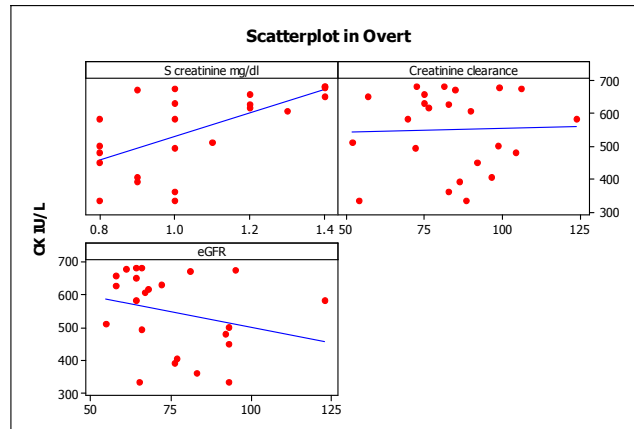 Scatterplot in Overt
S creatinine mg/dl
Creatinine clearance
700
600
500
400
300
0.8 1.0 1.2 1.4
50 75 100 125
eGFR
700
600
500
400
300
50 75 100 125
CK IU/L